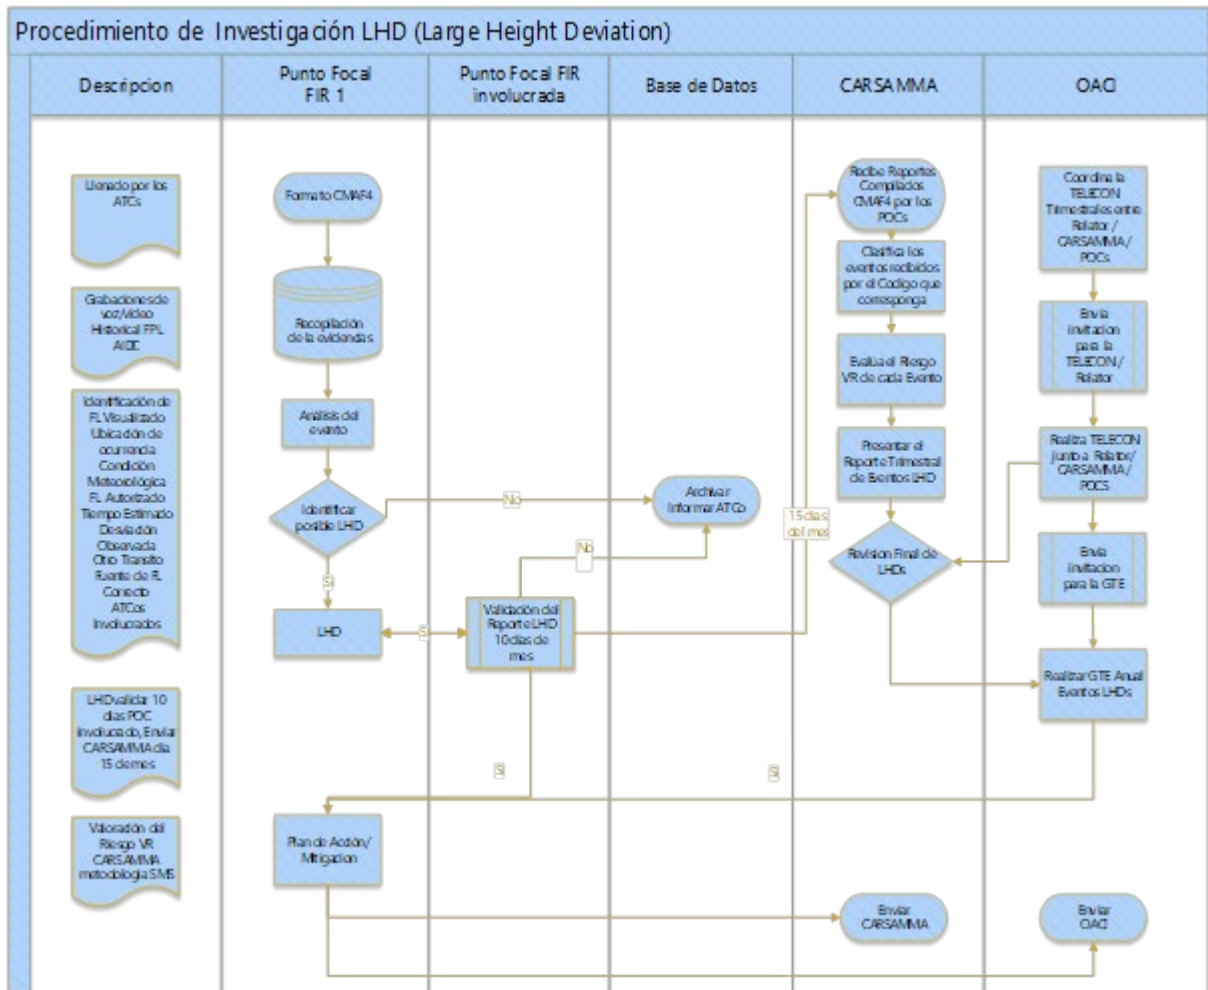 Procedimiento de Investigación LHD (Large Height Deviation)
Descripcion
Punto Focal
FIR 1
Punto Focal FIR
involucrada
Base de Datos
CARSAMMA
OACI
Llenado por los
ATCs
Grabaciones de
voz/video
Historical FPL
AIDC
Identificación de
FL Visualizado
Ubicación de
ocurrencia
Condición
Meteorológica
FL Autorizado
Tiempo Estimado
Desviación
Observada
Otro Transito
Fuente de FL
Correcto
ATCos
Involucrados
LHD validar 10
dias POC
involucrado, Enviar
CARSAMMA dia
15 de mes
Valoración del
Riesgo VR
CARSAMMA
metodologia SMS
Formato CMAF4
Recopilación
de la evidencias
Análisis del
evento
Identificar
posible LHD
No
Si
LHD
Si
Validación del
Reporte LHD
10 dias de
mes
No
Archivar
Informar ATCo
15 dias
del mes
Recibe Reportes
Compilados
CMAF4 por los
POCs
Clasifica los
eventos recibidos
por el Codigo que
corresponga
Evalúa el Riesgo
VR de cada Evento
Presentar el
Reporte Trimestral
de Eventos LHD
Revision Final de
LHDs
Coordina la
TELECON
Trimestrales entre
Relator /
CARSAMMA /
POCs
Envia
invitacion
para la
TELECON /
Relator
Realiza TELECON
junto a Relator/
CARSAMMA /
POCS
Envia
invitacion
para la GTE
Realizar GTE Anual
Eventos LHDs
Si
Si
Plan de Acción/
Mitigacion
Enviar
CARSAMMA
Enviar
OACI